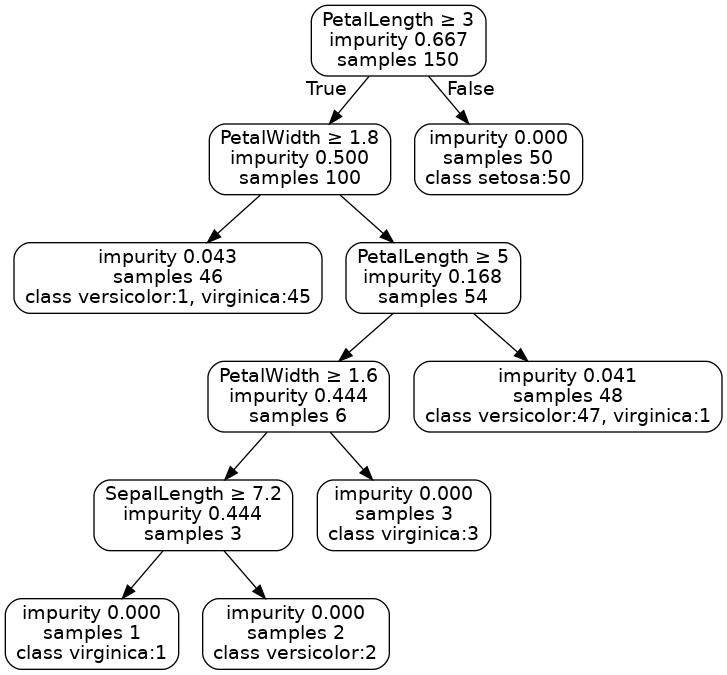 PetalLength ≥ 3
impurity 0.667
samples 150
True
False
PetalWidth ≥ 1.8
impurity 0.500
samples 100
impurity 0.000
samples 50
class setosa:50
impurity 0.043
samples 46
class versicolor:1, virginica:45
PetalLength ≥ 5
impurity 0.168
samples 54
PetalWidth ≥ 1.6
impurity 0.444
samples 6
impurity 0.041
samples 48
class versicolor:47, virginica:1
SepalLength ≥ 7.2
impurity 0.444
samples 3
impurity 0.000
samples 3
class virginica:3
impurity 0.000
samples 1
class virginica:1
impurity 0.000
samples 2
class versicolor:2